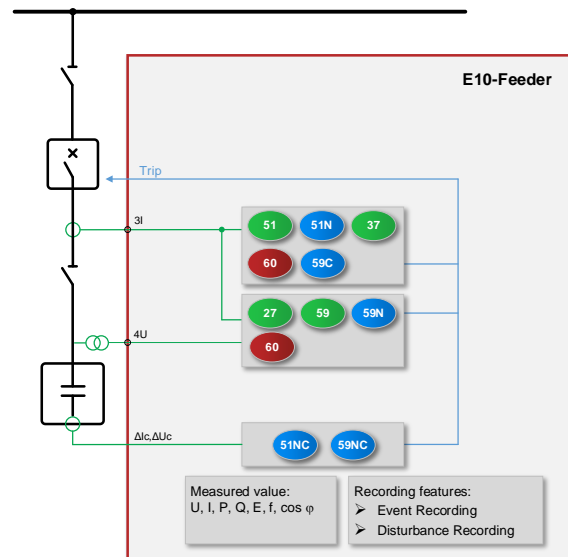 E10-Feeder
Trip
3I
51 51N 37
60 59C
27 59 59N
4U
60
ΔIc,ΔUc
51NC 59NC
Measured value:
U, I, P, Q, E, f, cos φ
Recording features:
➢ Event Recording
➢ Disturbance Recording